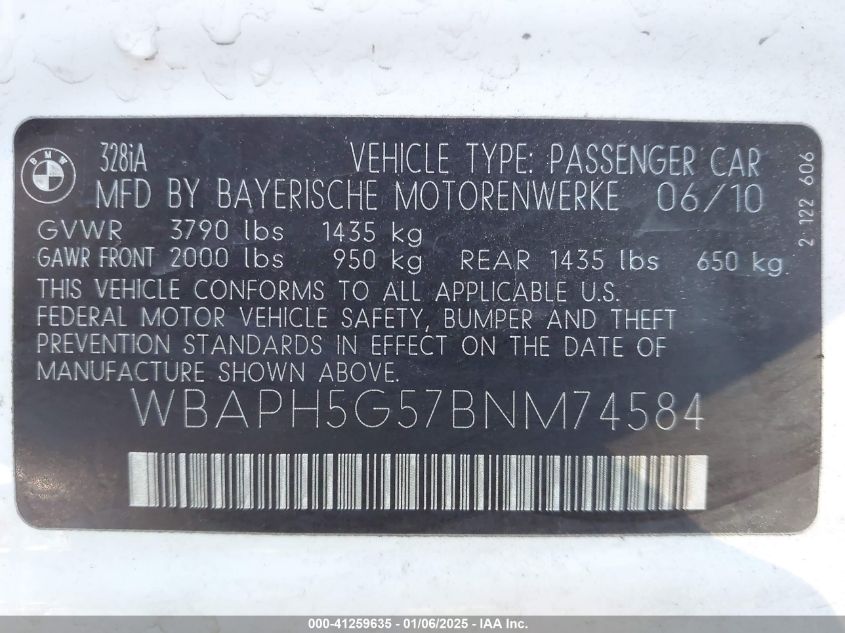 BMW
328iA VEHICLE TYPE: PASSENGER CAR
MFD BY BAYERISCHE MOTORENWERKE 06/10
GVWR 3790 lbs 1435 kg
GAWR FRONT 2000 lbs 950 kg REAR 1435 lbs 650 kg
THIS VEHICLE CONFORMS TO ALL APPLICABLE U.S.
FEDERAL MOTOR VEHICLE SAFETY, BUMPER AND THEFT
PREVENTION STANDARDS IN EFFECT ON THE DATE OF
MANUFACTURE SHOWN ABOVE.
WBAPH5G57BNM74584
2 122 606
000-41259635 - 01/06/2025 - IAA Inc.